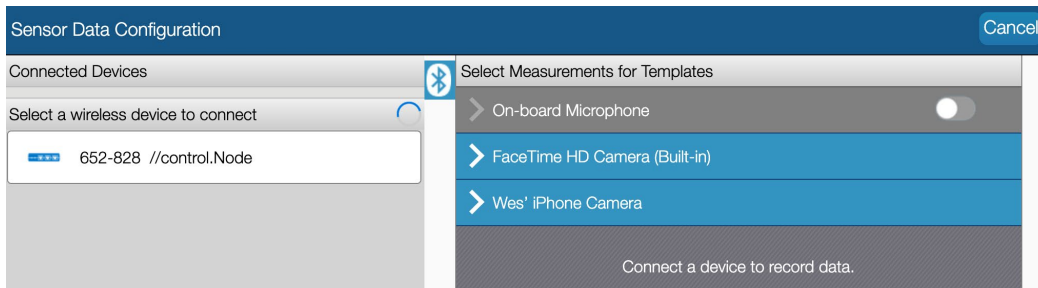 Sensor Data Configuration
Cancel
Connected Devices
Select a wireless device to connect
652-828 //control.Node
Select Measurements for Templates
On-board Microphone
FaceTime HD Camera (Built-in)
Wes’ iPhone Camera
Connect a device to record data.